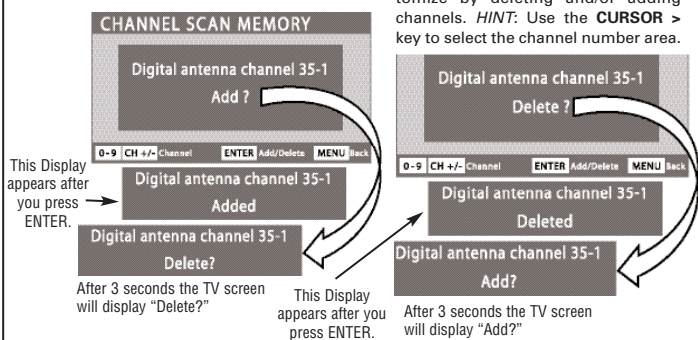 tomize by deleting and/or adding
channels. HINT: Use the CURSOR >
key to select the channel number area.
CHANNEL SCAN MEMORY
Digital antenna channel 35-1
Add ?
0-9 CH +/- Channel ENTER Add/Delete MENU Back
This Display
appears after
you press
ENTER.
Digital antenna channel 35-1
Added
Digital antenna channel 35-1
Delete?
After 3 seconds the TV screen
will display “Delete?”
Digital antenna channel 35-1
Delete ?
0-9 CH +/- Channel ENTER Add/Delete MENU Back
Digital antenna channel 35-1
Deleted
This Display
appears after you
press ENTER.
Digital antenna channel 35-1
Add?
After 3 seconds the TV screen
will display “Add?”